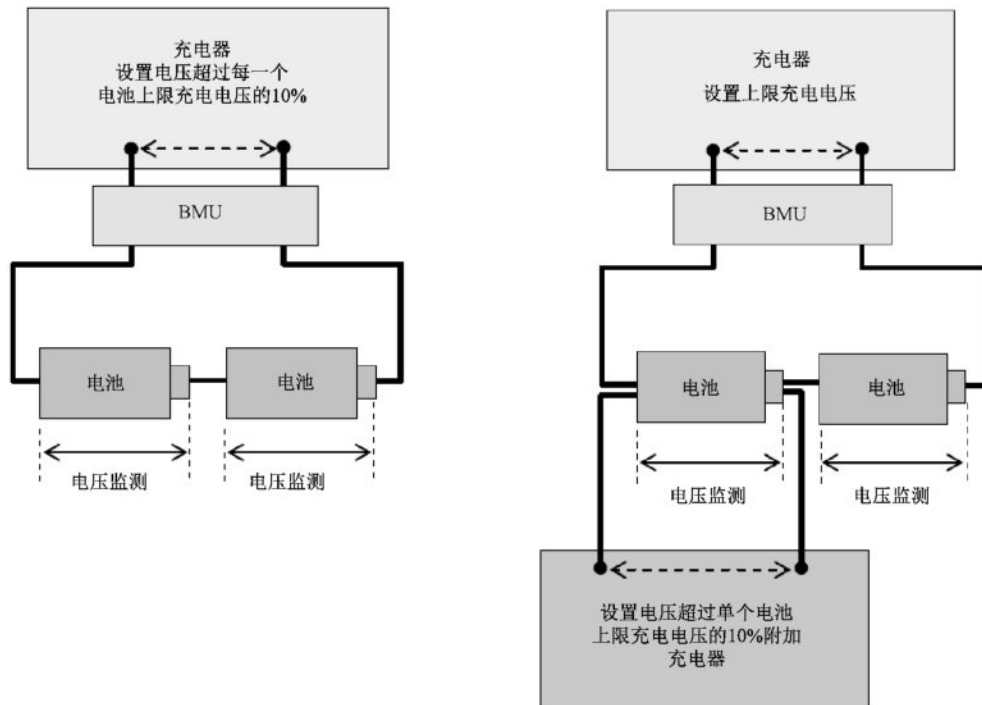 充电器
设置电压超过每一个
电池上限充电电压的10%
BMU
电池
电池
电压监测
电压监测
充电器
设置上限充电电压
BMU
电池
电池
电压监测
电压监测
设置电压超过单个电池
上限充电电压的10%附加
充电器